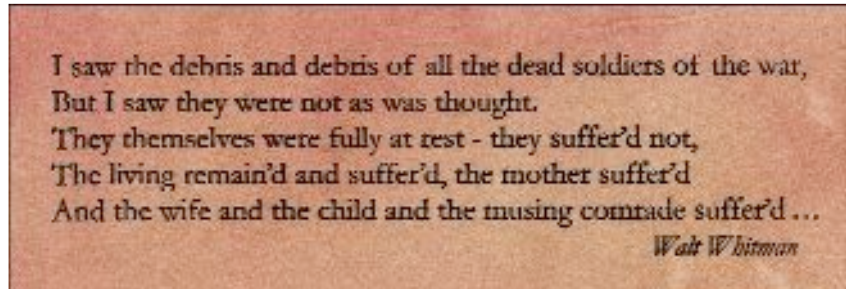 I saw the debris and debris of all the dead soldiers of the war,
But I saw they were not as was thought.
They themselves were fully at rest - they suffer'd not,
The living remain'd and suffer'd, the mother suffer'd
And the wife and the child and the musing comrade suffer'd ...
Walt Whitman